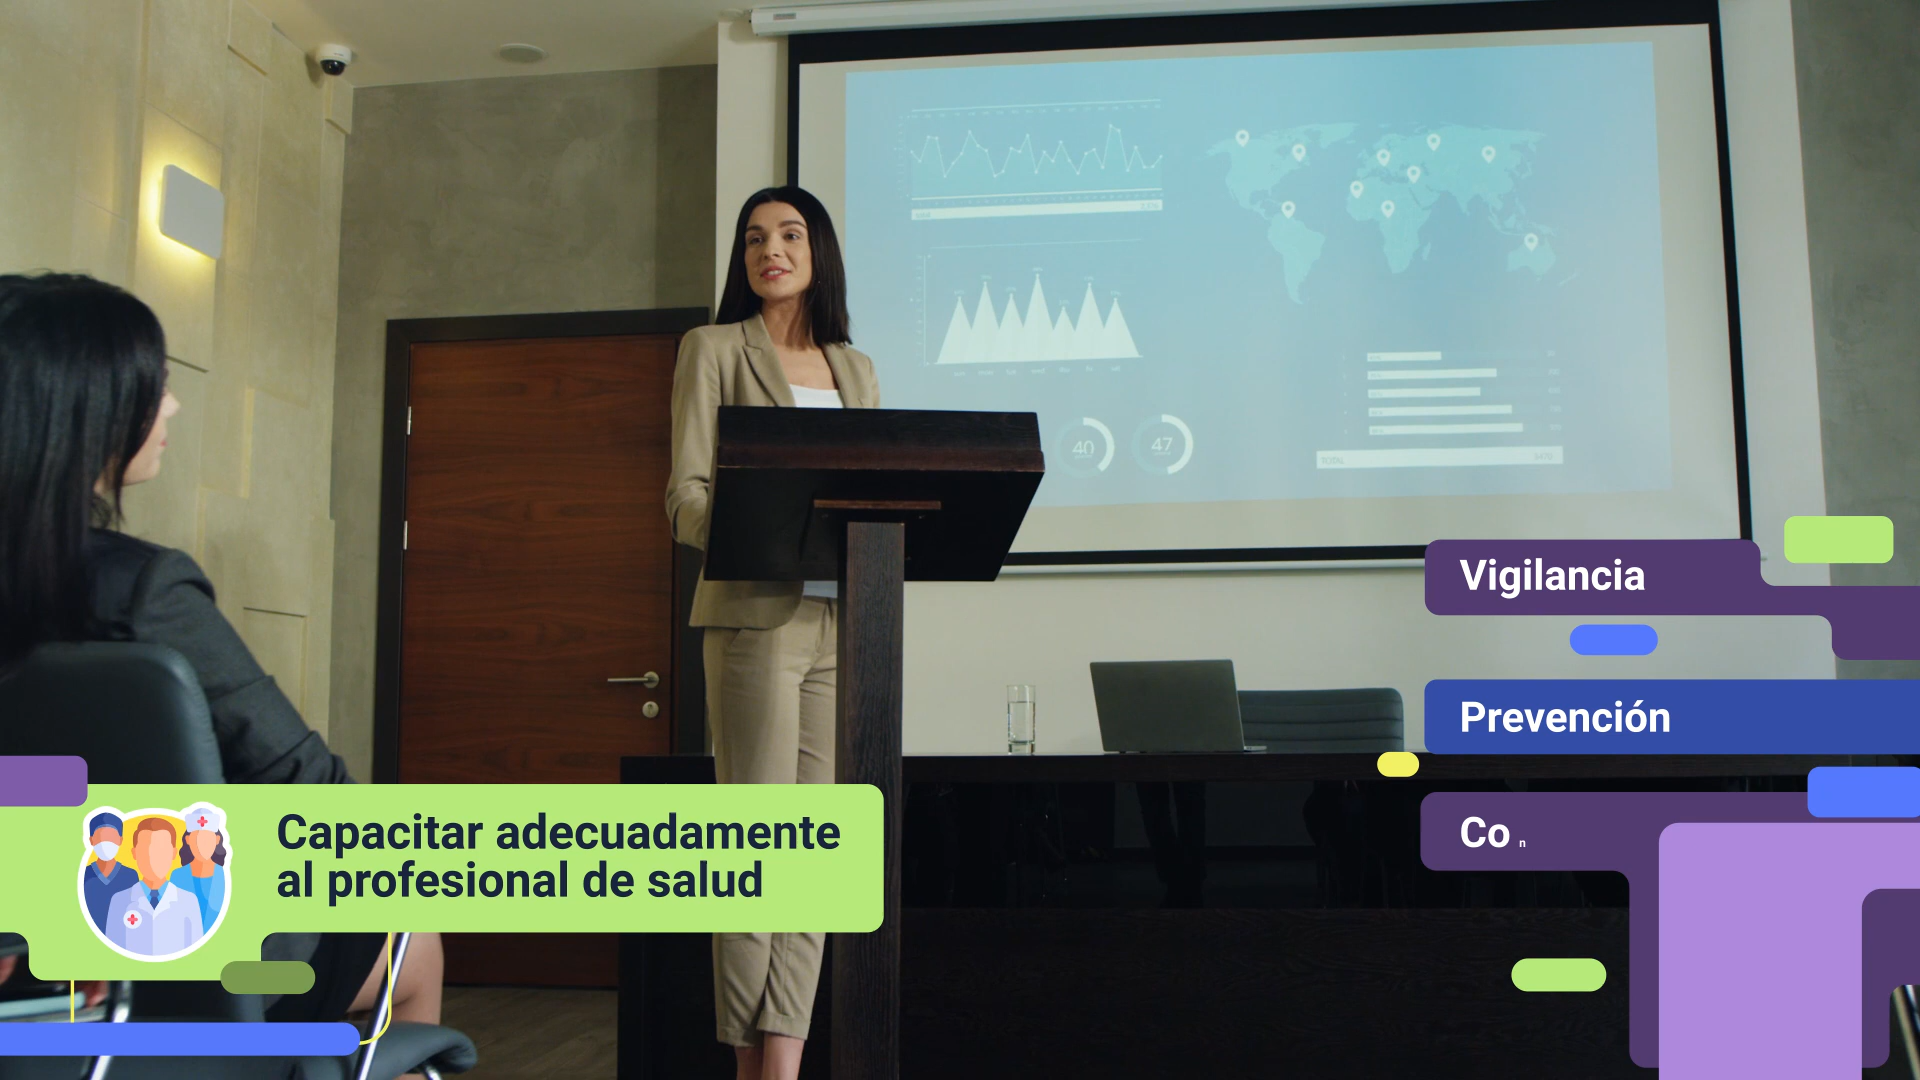 40
47
Vigilancia
Prevención
Co n
Capacitar adecuadamente
al profesional de salud